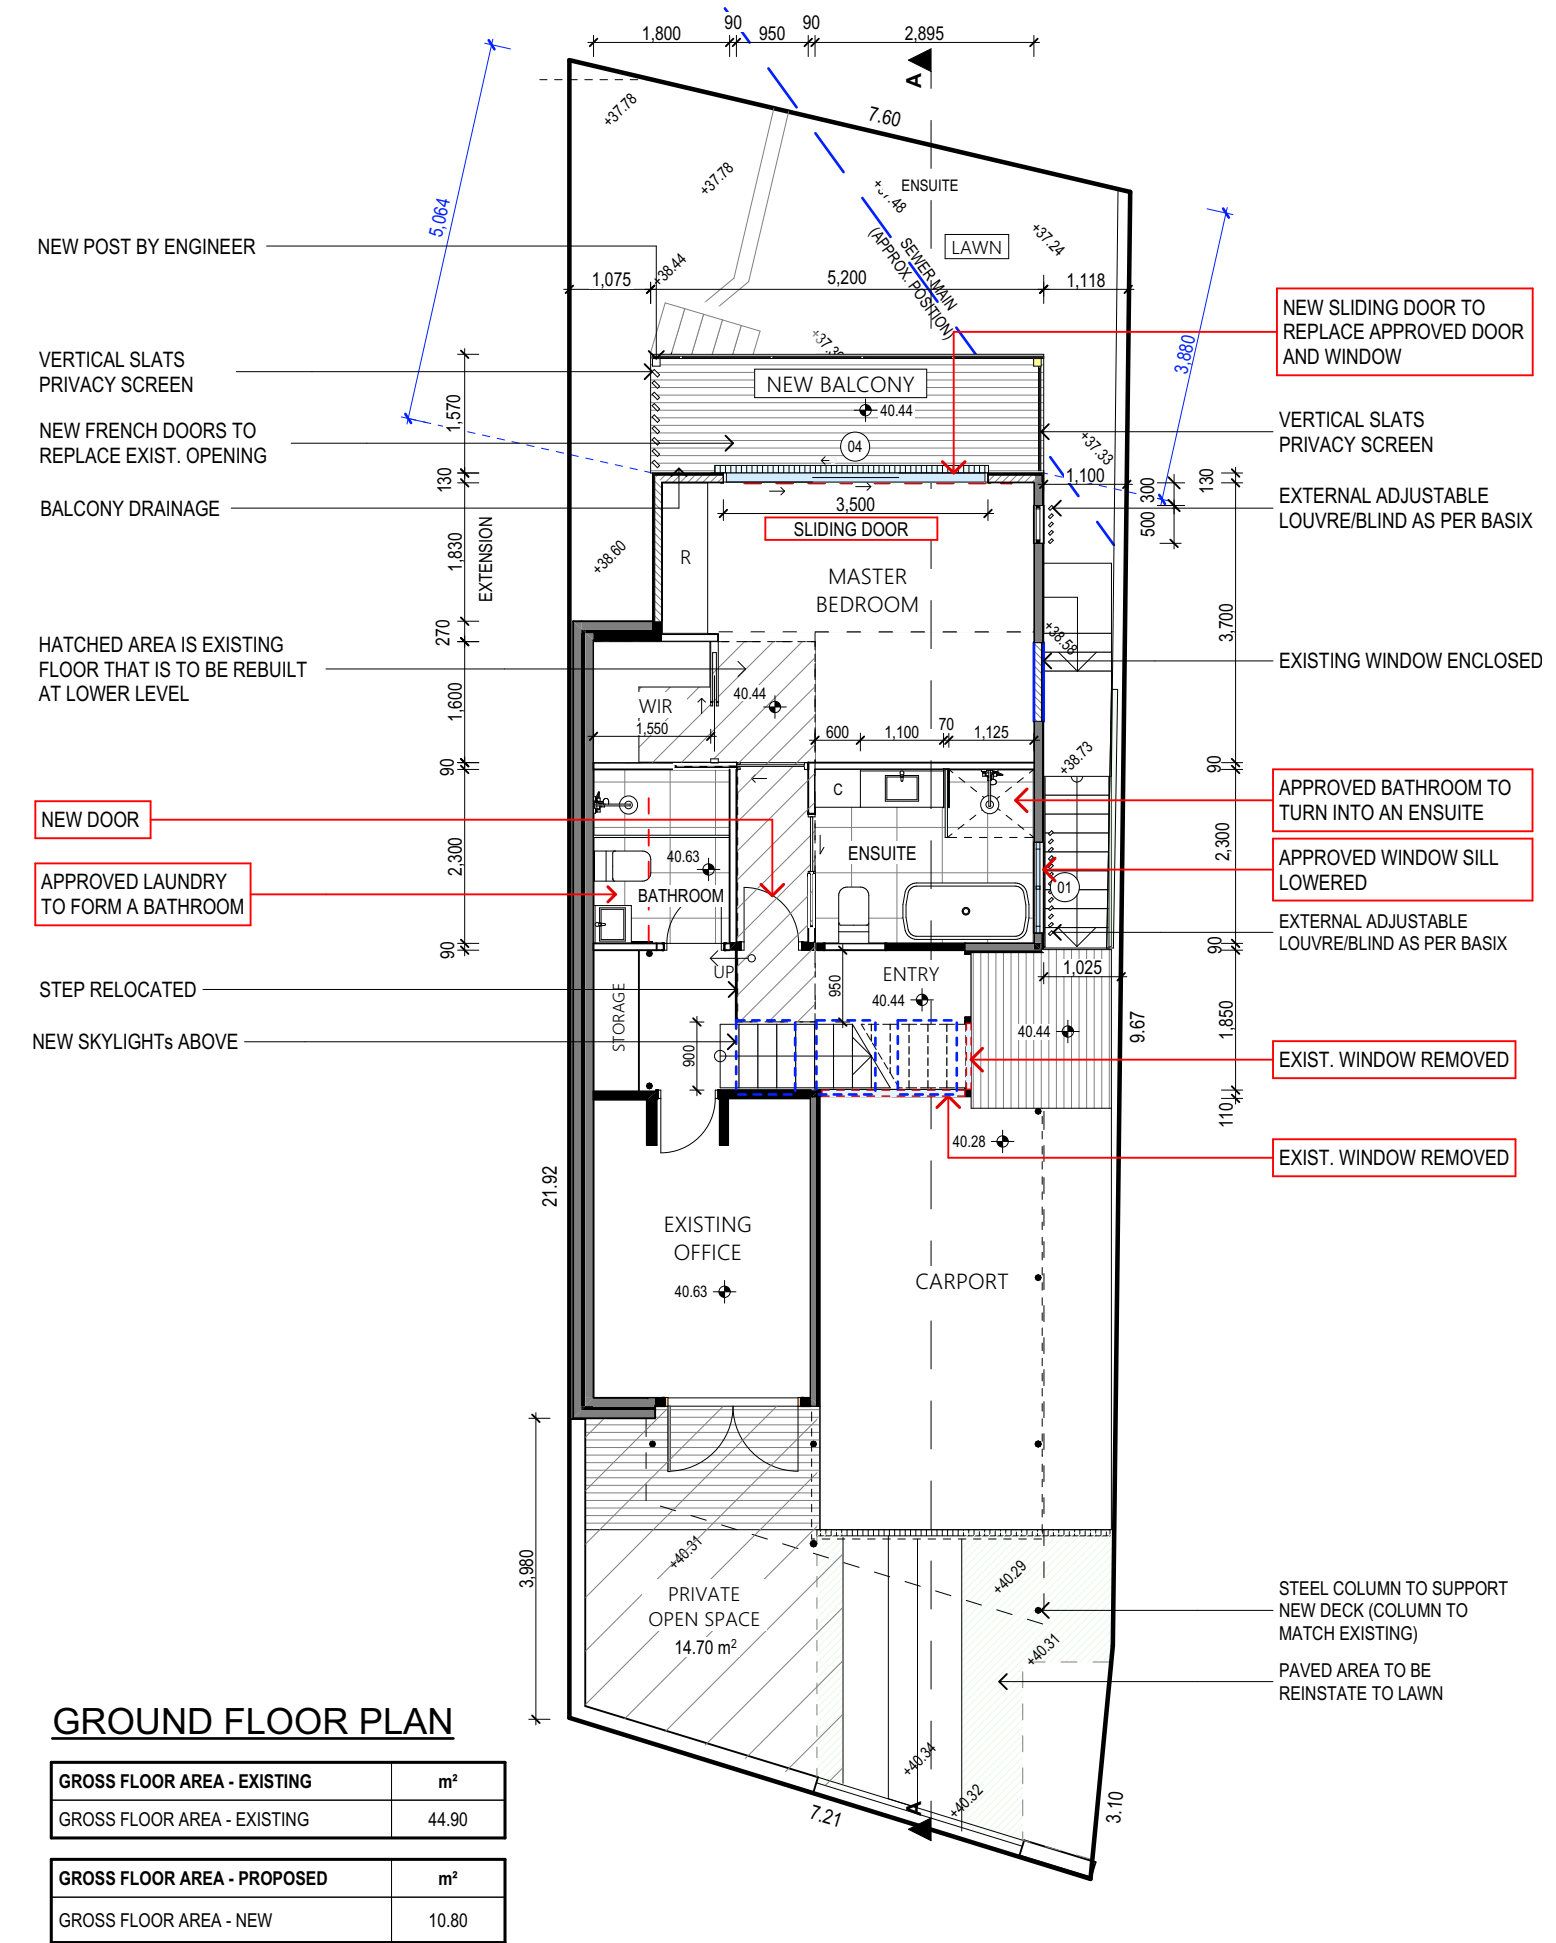 90
90
1,800
950
2,895
A
7.60
+37.78
+37.78
ENSUITE
+37.24
LAWN
SEWER MAIN
(APPROX. POSITION)
5,064
3,880
NEW POST BY ENGINEER
+38.44
1,075
5,200
1,118
NEW SLIDING DOOR TO
REPLACE APPROVED DOOR
AND WINDOW
VERTICAL SLATS
PRIVACY SCREEN
NEW BALCONY
40.44
1,570
NEW FRENCH DOORS TO
REPLACE EXIST. OPENING
04
VERTICAL SLATS
PRIVACY SCREEN
+37.33
130
1,100
130
300
500
BALCONY DRAINAGE
3,500
SLIDING DOOR
EXTERNAL ADJUSTABLE
LOUVRE/BLIND AS PER BASIX
1,830
EXTENSION
+38.60
R
MASTER
BEDROOM
3,700
270
HATCHED AREA IS EXISTING
FLOOR THAT IS TO BE REBUILT
AT LOWER LEVEL
+38.58
EXISTING WINDOW ENCLOSED
1,600
WIR
40.44
1,550
600
1,100
70
1,125
+38.73
90
90
C
NEW DOOR
APPROVED BATHROOM TO
TURN INTO AN ENSUITE
2,300
2,300
40.63
ENSUITE
BATHROOM
APPROVED LAUNDRY
TO FORM A BATHROOM
APPROVED WINDOW SILL
LOWERED
01
EXTERNAL ADJUSTABLE
LOUVRE/BLIND AS PER BASIX
90
90
UP
ENTRY
950
40.44
1,025
STEP RELOCATED
STORAGE
40.44
1,850
9.67
NEW SKYLIGHTs ABOVE
900
EXIST. WINDOW REMOVED
110
40.28
EXIST. WINDOW REMOVED
21.92
EXISTING
OFFICE
40.63
CARPORT
3,980
+40.31
PRIVATE
OPEN SPACE
14.70 m²
+40.29
+40.31
STEEL COLUMN TO SUPPORT
NEW DECK (COLUMN TO
MATCH EXISTING)
PAVED AREA TO BE
REINSTATE TO LAWN
+40.34
+40.32
A
7.21
3.10
GROUND FLOOR PLAN
GROSS FLOOR AREA - EXISTING m²
GROSS FLOOR AREA - EXISTING 44.90
GROSS FLOOR AREA - PROPOSED m²
GROSS FLOOR AREA - NEW 10.80